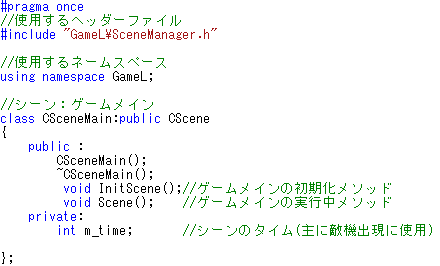 #pragma once
//使用するヘッダーファイル
#include "GameL¥SceneManager.h"
//使用するネームスペース
using namespace GameL;
//シーン：ゲームメイン
class CSceneMain:public CScene
{
public :
CSceneMain();
~CSceneMain();
void InitScene();//ゲームメインの初期化メソッド
void Scene(); //ゲームメインの実行中メソッド
private:
int m_time; //シーンのタイム(主に敵機出現に使用)
};